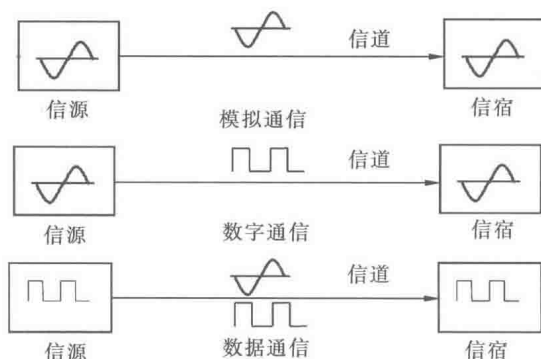 信道
信源 模拟通信 信宿
信道
信源 数字通信 信宿
信道
信源 数据通信 信宿